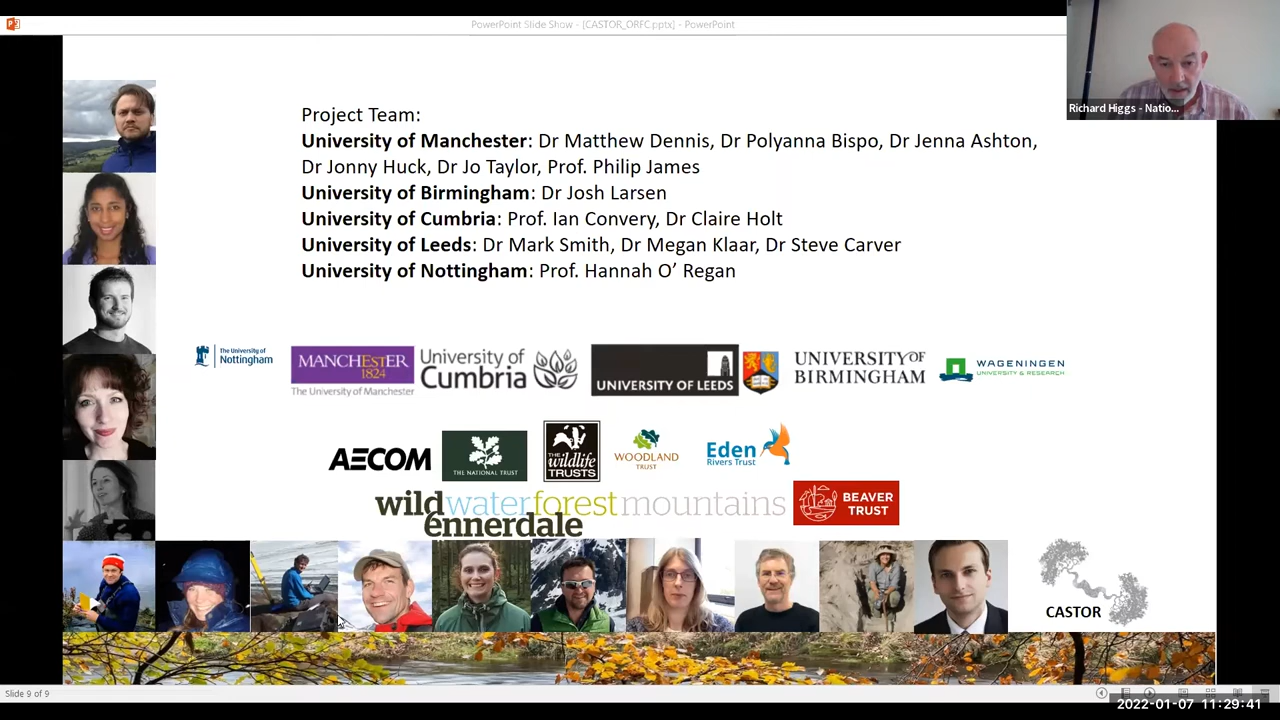 PowerPoint Slide Show - [CASTOR_ORFC.pptx] - PowerPoint
Richard Higgs - Natio...
Project Team:
University of Manchester: Dr Matthew Dennis, Dr Polyanna Bispo, Dr Jenna Ashton,
Dr Jonny Huck, Dr Jo Taylor, Prof. Philip James
University of Birmingham: Dr Josh Larsen
University of Cumbria: Prof. Ian Convery, Dr Claire Holt
University of Leeds: Dr Mark Smith, Dr Megan Klaar, Dr Steve Carver
University of Nottingham: Prof. Hannah O’ Regan
The University of
Nottingham
MANCHESTER
1824
The University of Manchester
University of
Cumbria
UNIVERSITY OF LEEDS
UNIVERSITY OF
BIRMINGHAM
WAGENINGEN
UNIVERSITY & RESEARCH
AECOM
THE NATIONAL TRUST
THE
wildlife
TRUSTS
WOODLAND
TRUST
Eden
Rivers Trust
wildwaterforestmountains
ennerdale
BEAVER
TRUST
CASTOR
Slide 9 of 9
2022-01-07 11:29:41